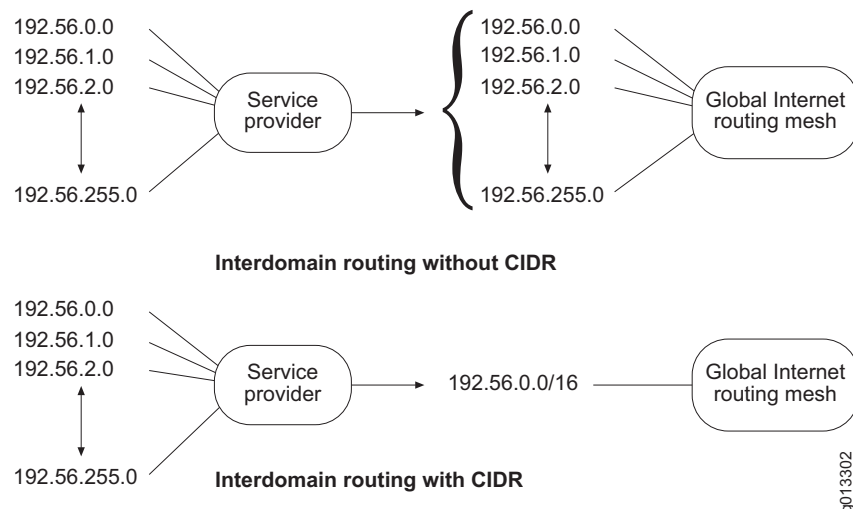 192.56.0.0
192.56.1.0
192.56.2.0
192.56.255.0
Service
provider
192.56.0.0
192.56.1.0
192.56.2.0
192.56.255.0
Global Internet
routing mesh
Interdomain routing without CIDR
192.56.0.0
192.56.1.0
192.56.2.0
192.56.255.0
Service
provider
192.56.0.0/16
Global Internet
routing mesh
Interdomain routing with CIDR
g013302